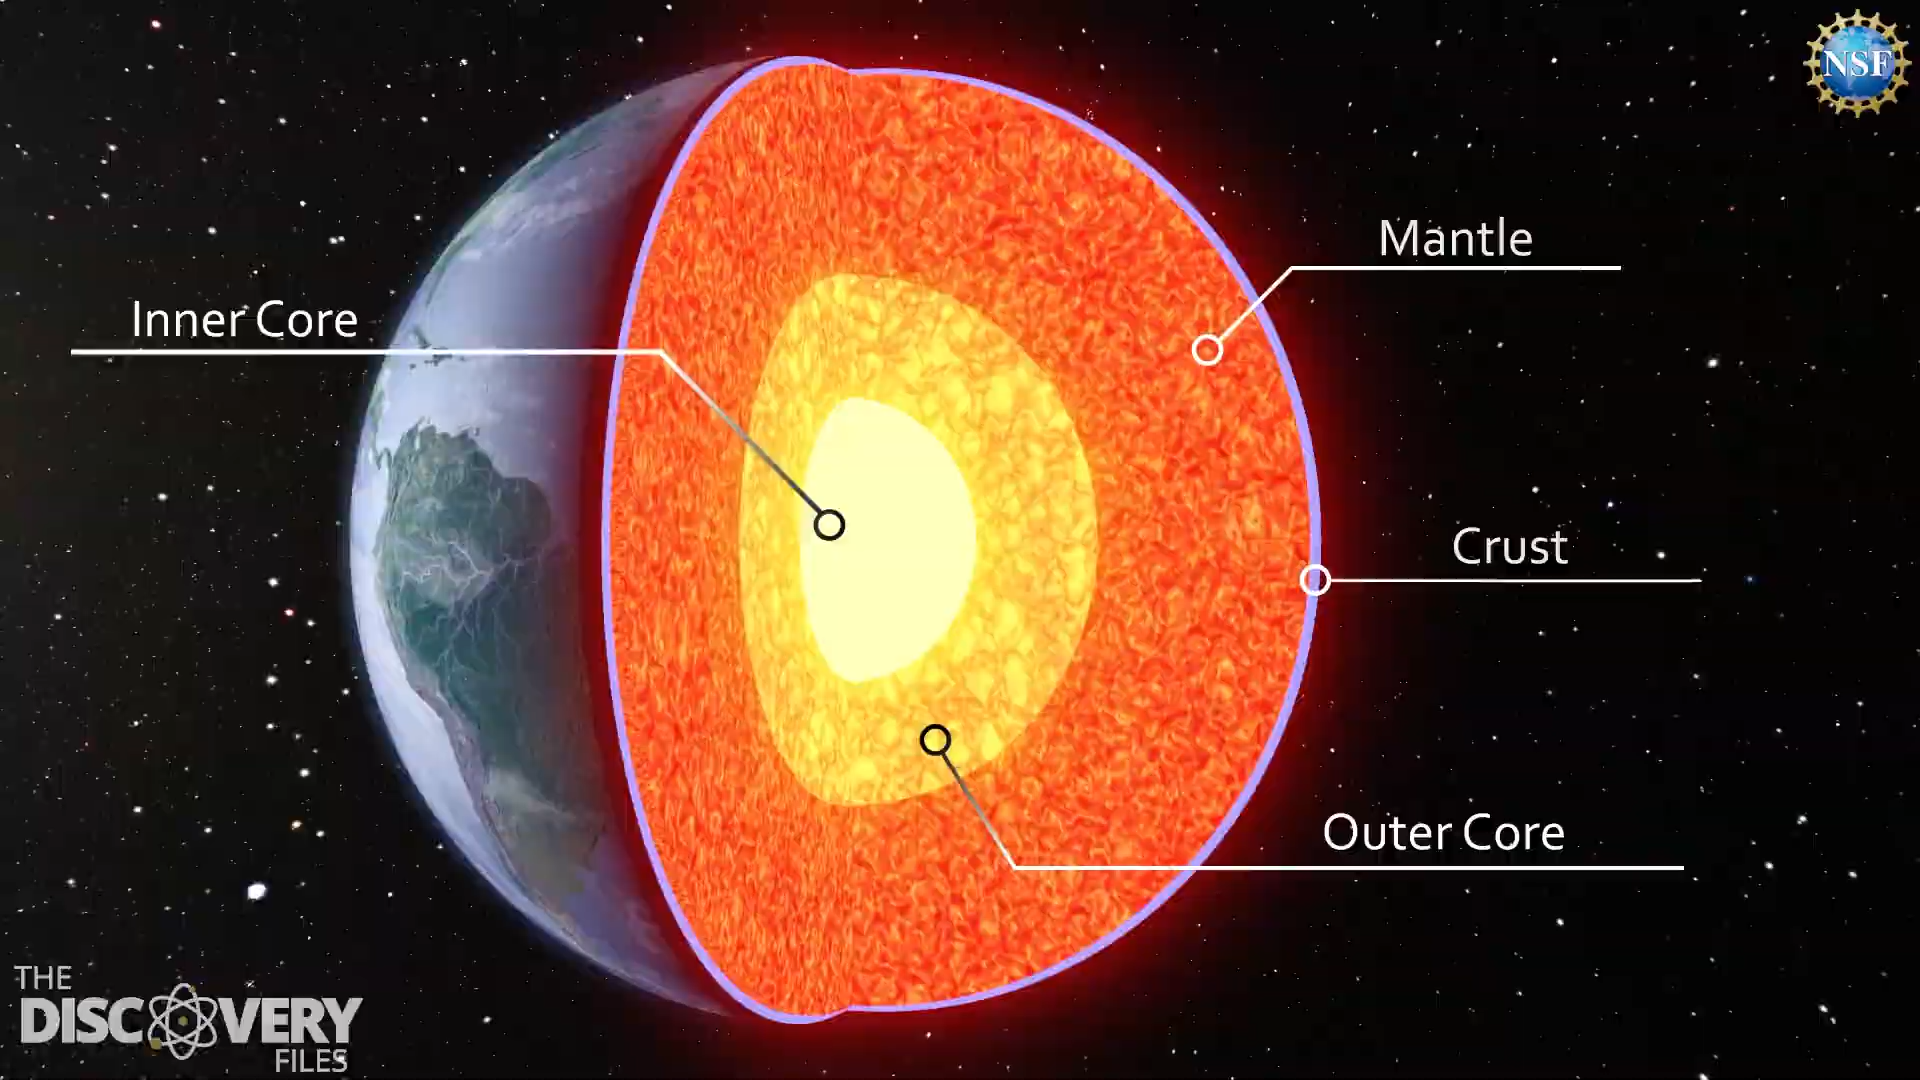 NSF
Mantle
Inner Core
Crust
Outer Core
THE
DISCOVERY
FILES